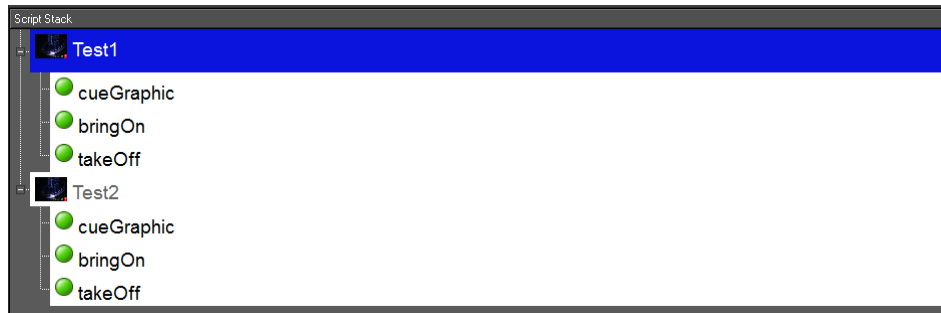 Script Stack
Test1
cueGraphic
bringOn
takeOff
Test2
cueGraphic
bringOn
takeOff